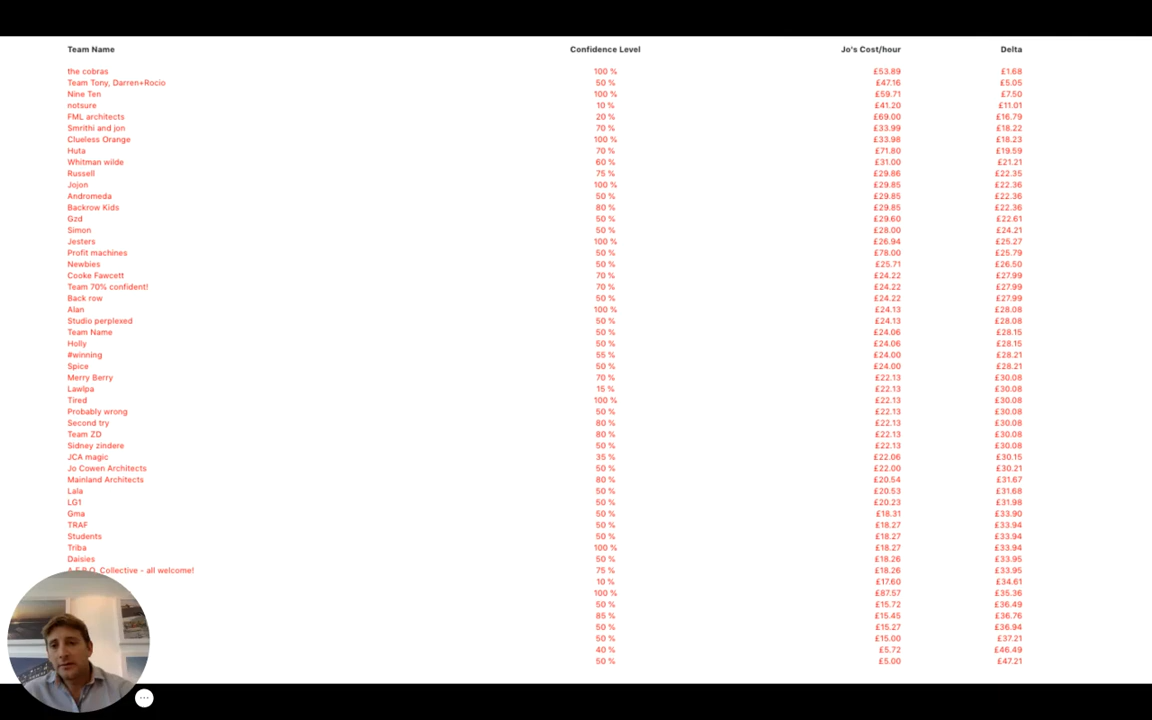 Team Name Confidence Level Jo's Cost/hour Delta
the cobras 100 % £53.89 £1.68
Team Tony, Darren+Rocio 50 % £47.16 £5.05
Nine Ten 100 % £59.71 £7.50
notsure 10 % £41.20 £11.01
FML architects 20 % £69.00 £16.79
Smrithi and jon 70 % £33.99 £18.22
Clueless Orange 100 % £33.98 £18.23
Huta 70 % £71.80 £19.59
Whitman wilde 60 % £31.00 £21.21
Russell 75 % £29.86 £22.35
Jojon 100 % £29.85 £22.36
Andromeda 50 % £29.85 £22.36
Backrow Kids 80 % £29.85 £22.36
Gzd 50 % £29.60 £22.61
Simon 50 % £28.00 £24.21
Jesters 100 % £26.94 £25.27
Profit machines 50 % £78.00 £25.79
Newbies 50 % £25.71 £26.50
Cooke Fawcett 70 % £24.22 £27.99
Team 70% confident! 70 % £24.22 £27.99
Back row 50 % £24.22 £27.99
Alan 100 % £24.13 £28.08
Studio perplexed 50 % £24.13 £28.08
Team Name 50 % £24.06 £28.15
Holly 50 % £24.06 £28.15
#winning 55 % £24.00 £28.21
Spice 50 % £24.00 £28.21
Merry Berry 70 % £22.13 £30.08
Lawlpa 15 % £22.13 £30.08
Tired 100 % £22.13 £30.08
Probably wrong 50 % £22.13 £30.08
Second try 80 % £22.13 £30.08
Team ZD 80 % £22.13 £30.08
Sidney zindere 50 % £22.13 £30.08
JCA magic 35 % £22.06 £30.15
Jo Cowen Architects 50 % £22.00 £30.21
Mainland Architects 80 % £20.54 £31.67
Lala 50 % £20.53 £31.68
LG1 50 % £20.23 £31.98
Gma 50 % £18.31 £33.90
TRAF 50 % £18.27 £33.94
Students 50 % £18.27 £33.94
Triba 100 % £18.27 £33.94
Daisies 50 % £18.26 £33.95
Collective - all welcome! 75 % £18.26 £33.95
10 % £17.60 £34.61
100 % £87.57 £35.36
50 % £15.72 £36.49
85 % £15.45 £36.76
50 % £15.27 £36.94
50 % £15.00 £37.21
40 % £5.72 £46.49
50 % £5.00 £47.21